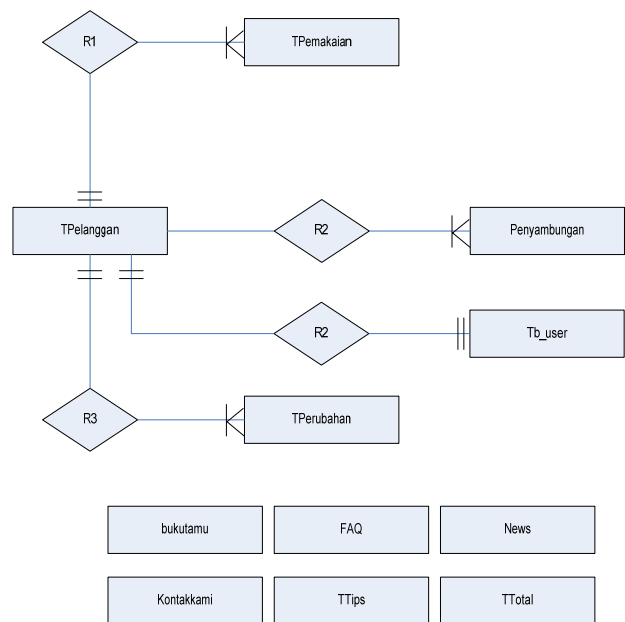 R1
TPemakaian
TPelanggan
R2
Penyambungan
R2
Tb_user
R3
TPerubahan
bukutamu
FAQ
News
Kontakkami
TTips
TTotal